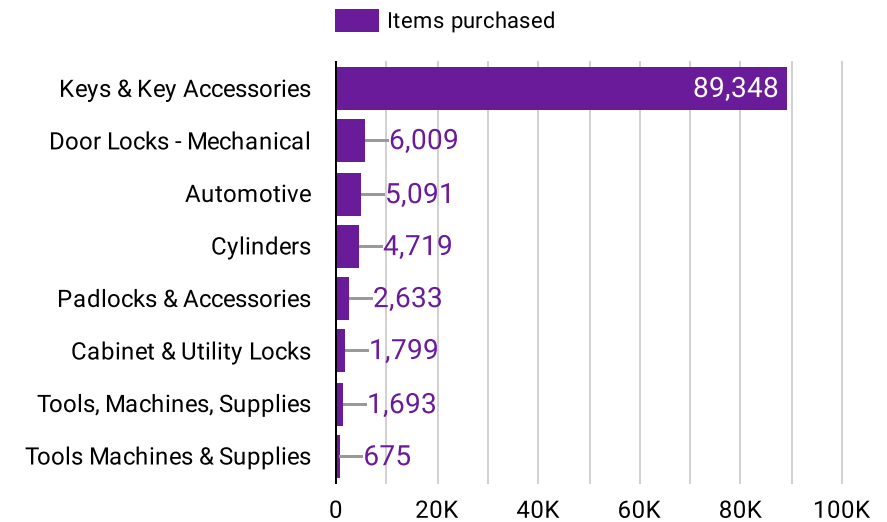 Items purchased
Keys & Key Accessories 89,348
Door Locks - Mechanical 6,009
Automotive 5,091
Cylinders 4,719
Padlocks & Accessories 2,633
Cabinet & Utility Locks 1,799
Tools, Machines, Supplies 1,693
Tools Machines & Supplies 675
0 20K 40K 60K 80K 100K